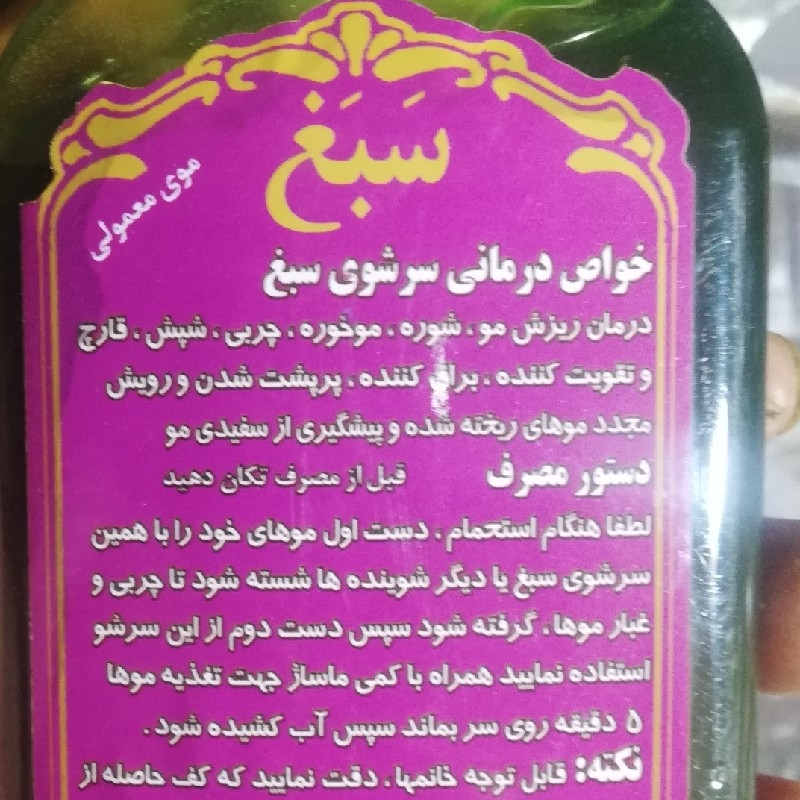 سَبَغ
موی معمولی
خواص درمانی سرشوی سبغ
درمان ریزش مو، شوره، موخوره، چربی، شپش، قارچ
و تقویت کننده، براق کننده، پرپشت شدن و رویش
مجدد موهای ریخته شده و پیشگیری از سفیدی مو
دستور مصرف قبل از مصرف تکان دهید
لطفا هنگام استحمام، دست اول موهای خود را با همین
سرشوی سبغ یا دیگر شوینده ها شسته شود تا چربی و
غبار موها، گرفته شود سپس دست دوم از این سرشو
استفاده نمایید همراه با کمی ماساژ جهت تغذیه موها
۵ دقیقه روی سر بماند سپس آب کشیده شود.
نکته: قابل توجه خانمها، دقت نمایید که کف حاصله از